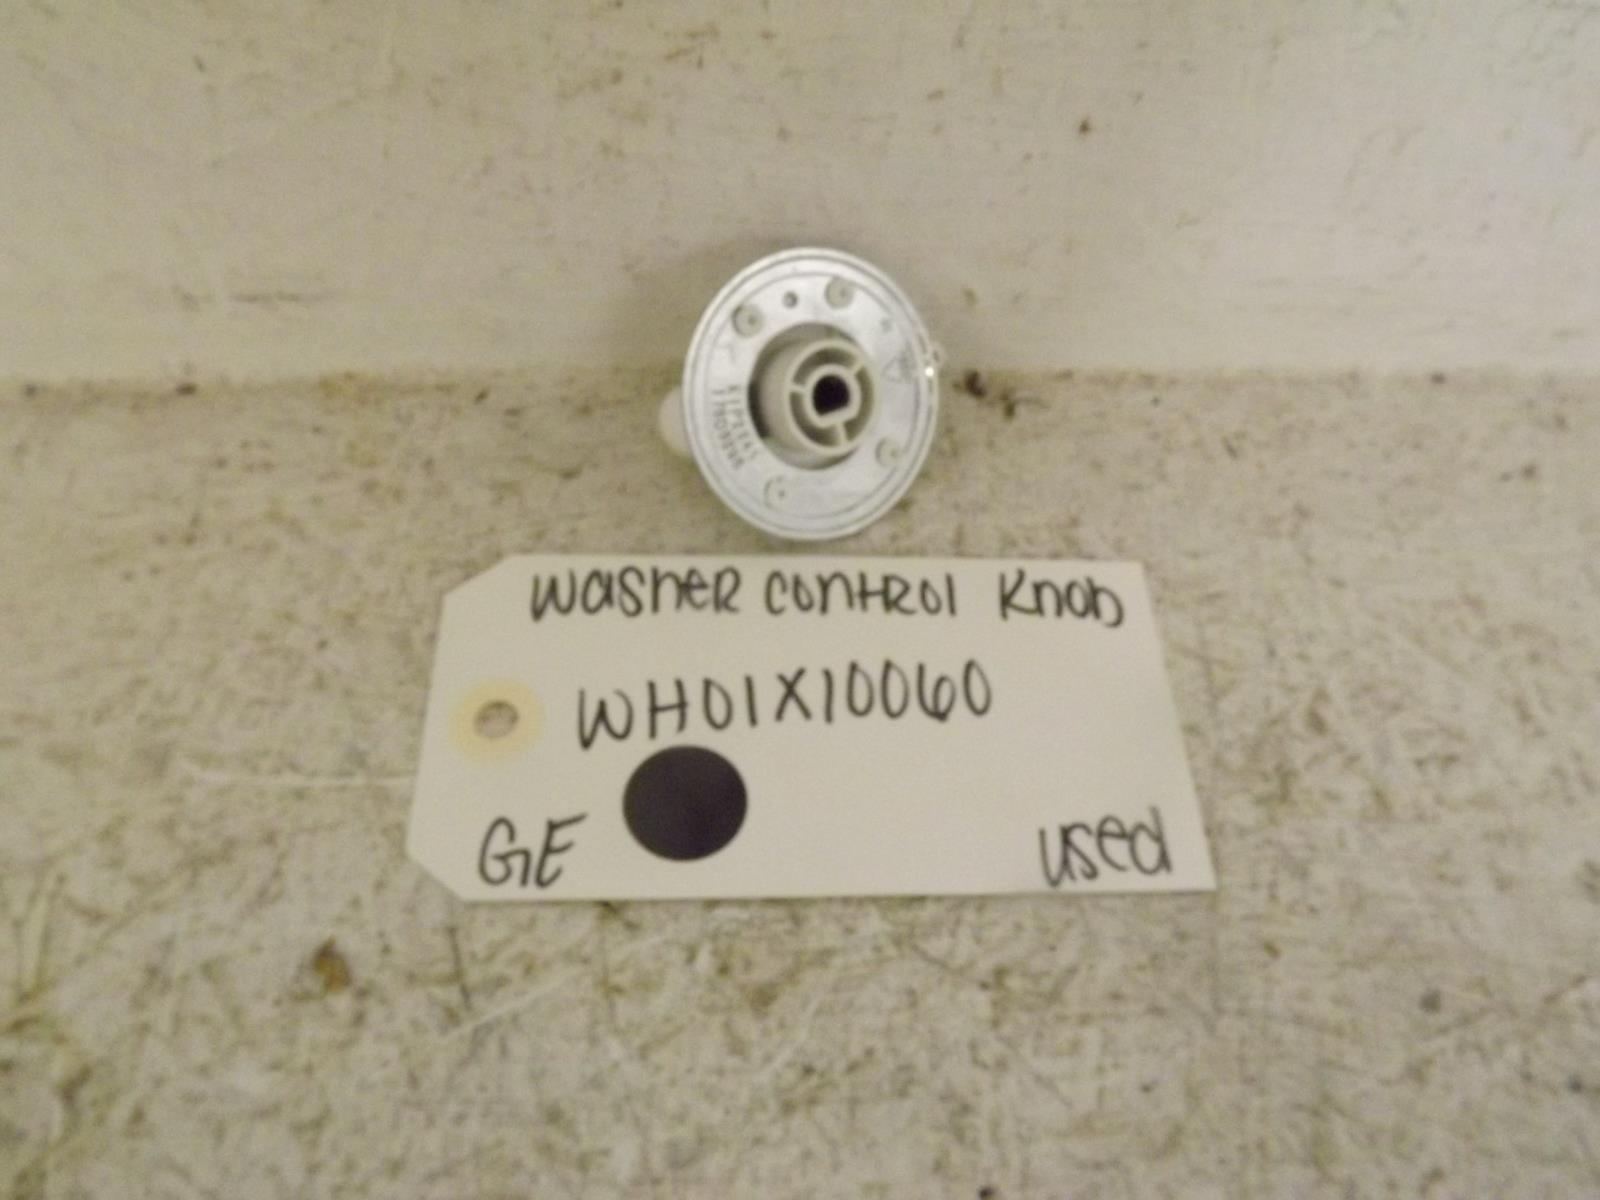 washer control Knob
WH01X10060
GE
used